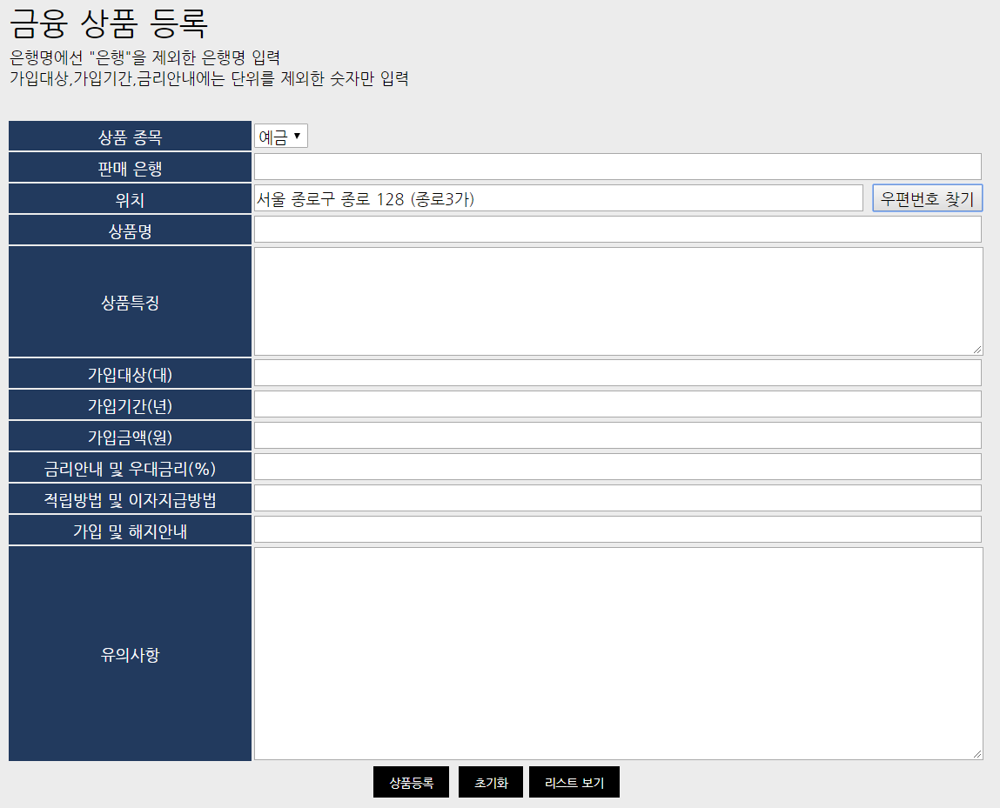 금융 상품 등록
은행명에선 "은행"을 제외한 은행명 입력
가입대상,가입기간,금리안내에는 단위를 제외한 숫자만 입력
상품 종목 예금
판매 은행
위치 서울 종로구 종로 128 (종로3가) 우편번호 찾기
상품명
상품특징
가입대상(대)
가입기간(년)
가입금액(원)
금리안내 및 우대금리(%)
적립방법 및 이자지급방법
가입 및 해지안내
유의사항
상품등록 초기화 리스트 보기